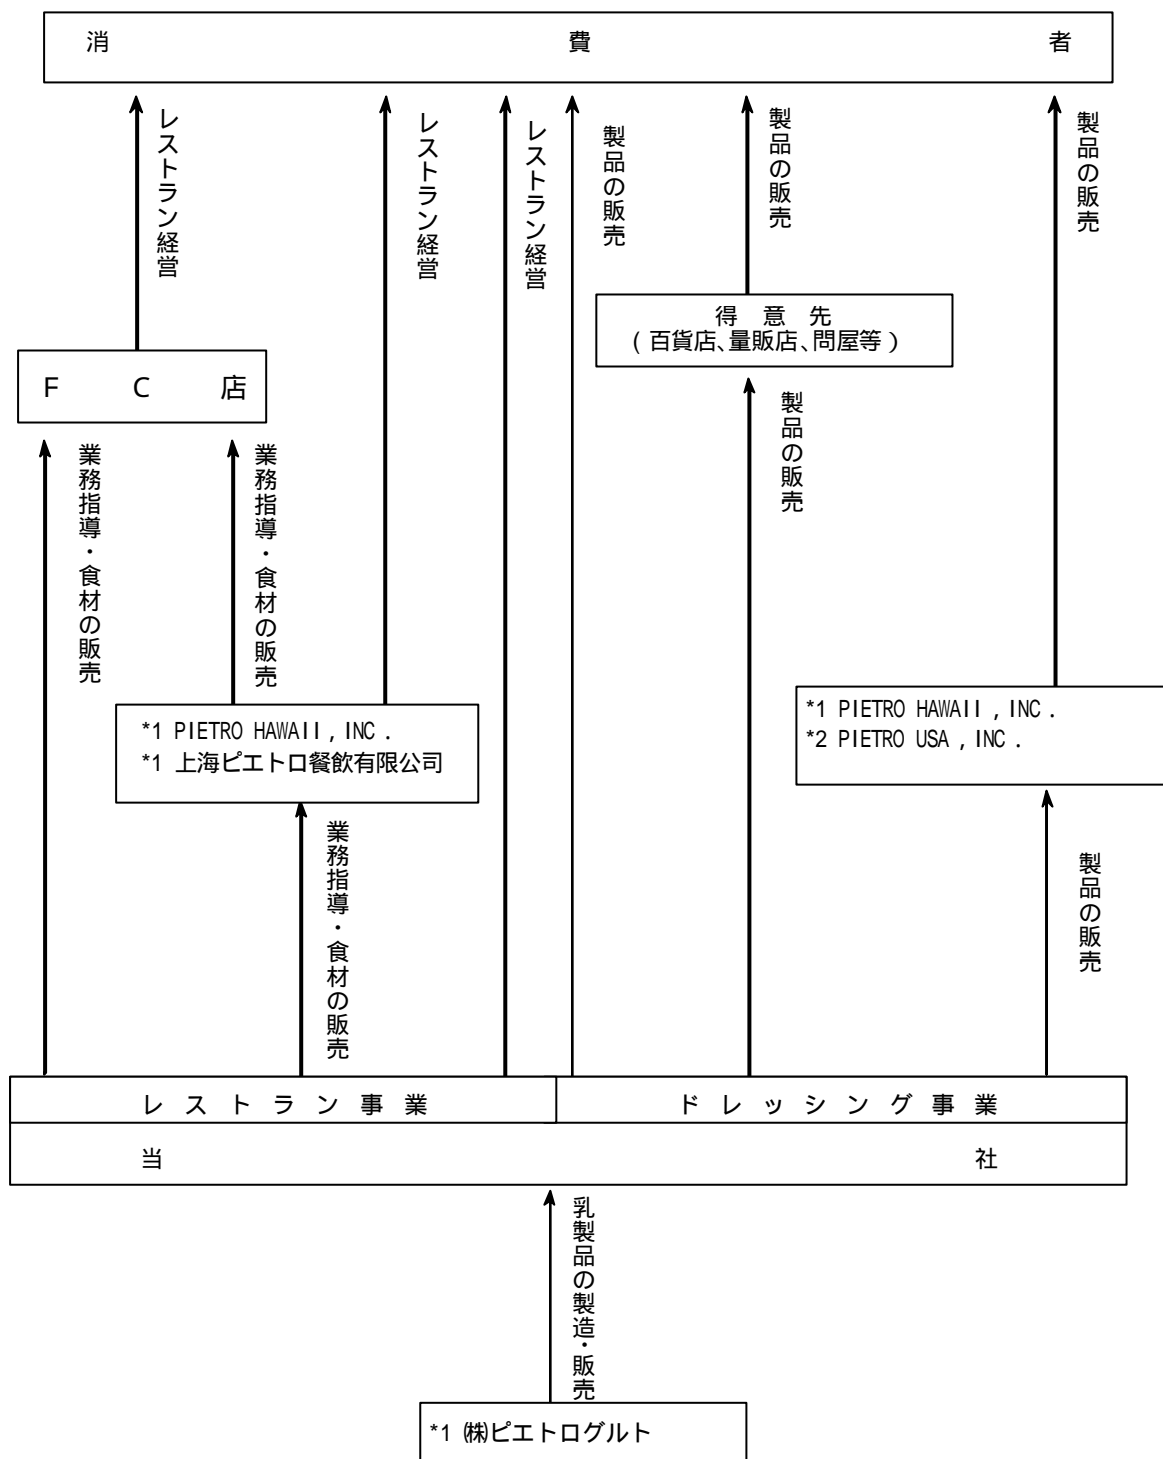 消 費 者
レストラン経営
レストラン経営
レストラン経営
製品の販売
製品の販売
製品の販売
得 意 先
(百貨店、量販店、問屋等)
F C 店
製品の販売
業務指導・食材の販売
業務指導・食材の販売
*1 PIETRO HAWAII, INC.
*1 上海ピエトロ餐飲有限公司
*1 PIETRO HAWAII, INC.
*2 PIETRO USA, INC.
業務指導・食材の販売
製品の販売
レストラン事業
ドレッシング事業
当 社
乳製品の製造・販売
*1 ㈱ピエトログルト